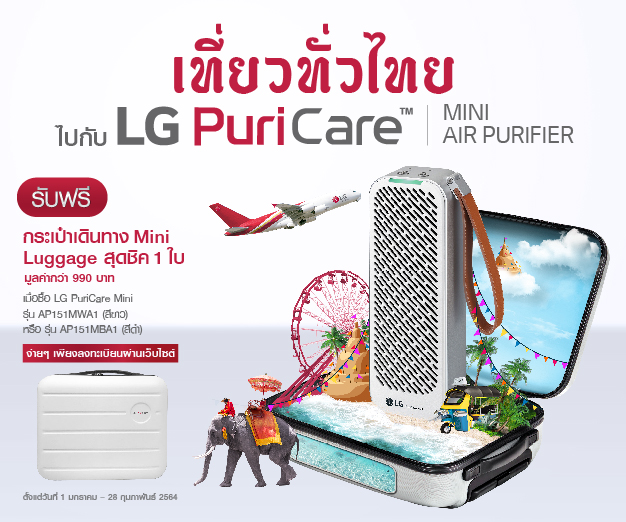 เที่ยวทั่วไทย
ไปกับ LG PuriCare™ MINI AIR PURIFIER
รับฟรี
กระเป๋าเดินทาง Mini
Luggage สุดชิค 1 ใบ
มูลค่ากว่า 990 บาท
เมื่อซื้อ LG PuriCare Mini
รุ่น AP151MWA1 (สีขาว)
หรือ รุ่น AP151MBA1 (สีดำ)
ง่ายๆ เพียงลงทะเบียนผ่านเว็บไซต์
LG
ตั้งแต่วันที่ 1 มกราคม – 28 กุมภาพันธ์ 2564